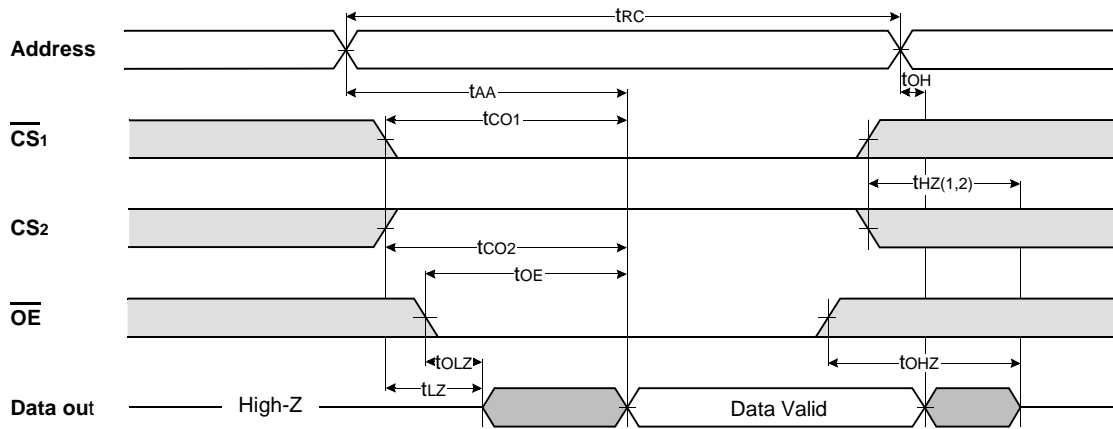 tRC
Address
tOH
tAA
tCO1
CS1
tHZ(1,2)
CS2
tCO2
tOE
OE
tOLZ
tOHZ
tLZ
Data out
High-Z
Data Valid